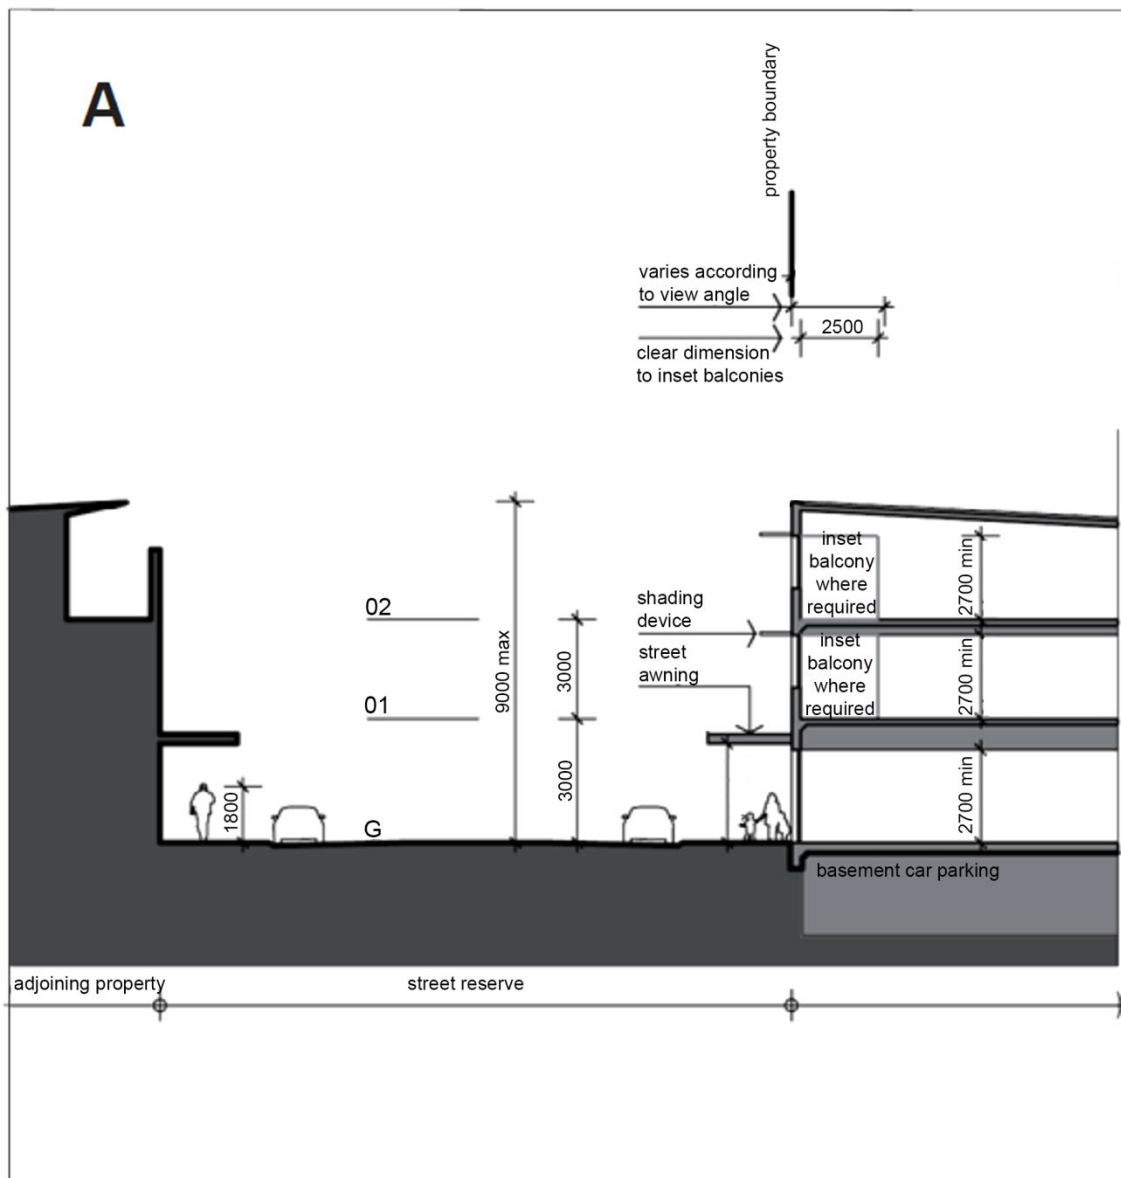 A
property boundary
varies according
to view angle
2500
clear dimension
to inset balconies
inset
balcony
where
required
2700 min
02
shading
device
9000 max
3000
street
awning
inset
balcony
where
required
2700 min
01
3000
2700 min
1800
G
basement car parking
adjoining property
street reserve